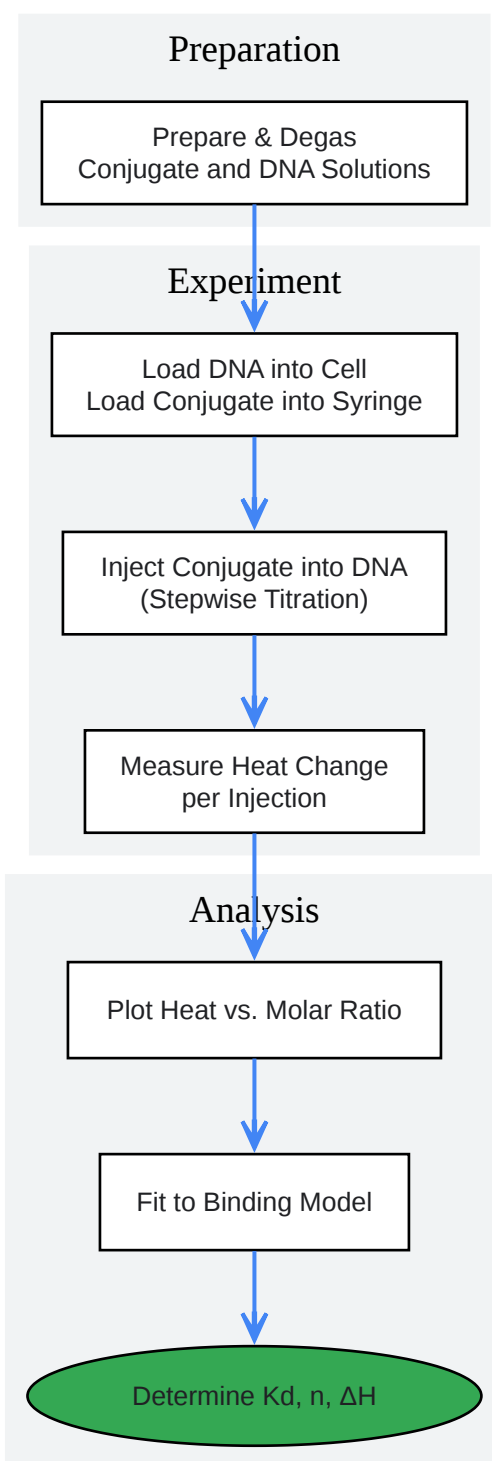 Preparation
Prepare & Degas
Conjugate and DNA Solutions
Experiment
Load DNA into Cell
Load Conjugate into Syringe
Inject Conjugate into DNA
(Stepwise Titration)
Measure Heat Change
per Injection
Analysis
Plot Heat vs. Molar Ratio
Fit to Binding Model
Determine Kd, n, ΔH